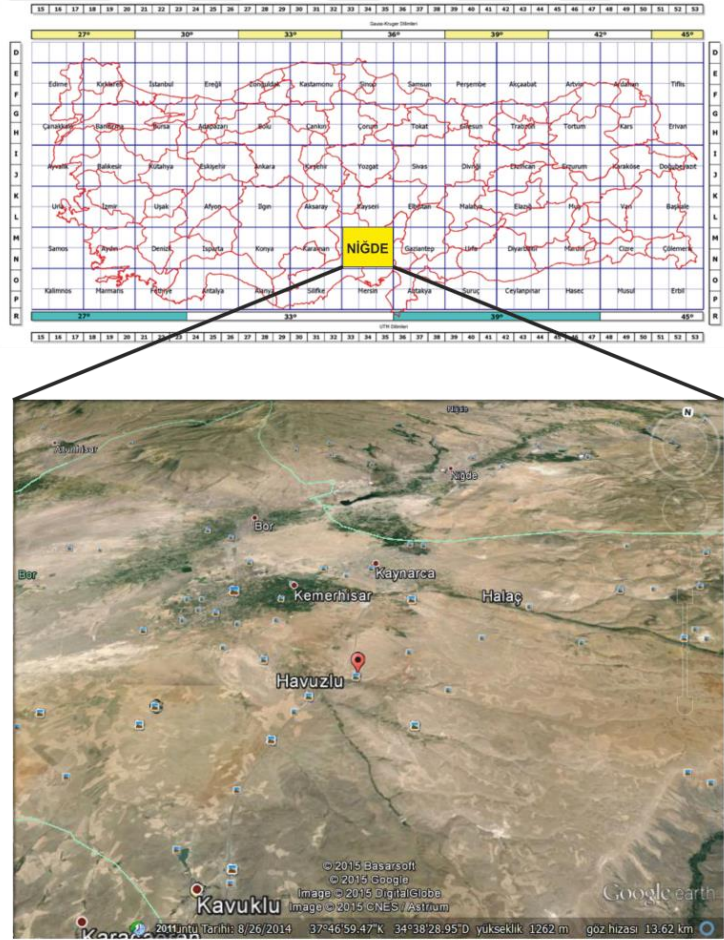 15 16 17 18 19 20 21 22 23 24 25 26 27 28 29 30 31 32 33 34 35 36 37 38 39 40 41 42 43 44 45 46 47 48 49 50 51 52 53
Gauss-Kruger Dilimleri
27° 30° 33° 36° 39° 42° 45°
D D
E E
Edirne Kırklareli İstanbul Ereğli Zonguldak Kastamonu Sinop Samsun Perşembe Akçaabat Artvin Ardahan Tiflis
F F
G G
Çanakkale Bandırma Bursa Adapazarı Bolu Çankırı Çorum Tokat Giresun Trabzon Tortum Kars Erivan
H H
I I
Ayvalık Balıkesir Kütahya Eskişehir Ankara Kırşehir Yozgat Sivas Divriği Erzincan Erzurum Karaköse Doğubeyazıt
J J
K K
Urla İzmir Uşak Afyon Ilgın Aksaray Kayseri Elbistan Malatya Elazığ Muş Van Başkale
L L
M M
Samos Aydın Denizli Isparta Konya Karaman NİĞDE Gaziantep Urfa Diyarbakır Mardin Cizre Çölemerik
N N
O O
Kalimnos Marmaris Fethiye Antalya Alanya Silifke Mersin Antakya Suruç Ceylanpınar Hasec Musul Erbil
P P
R R
27° 33° 39° 45°
UTM Dilimleri
15 16 17 18 19 20 21 22 23 24 25 26 27 28 29 30 31 32 33 34 35 36 37 38 39 40 41 42 43 44 45 46 47 48 49 50 51 52 53
Niğde
N
Altunhisar
Niğde
Bor
Bor
Kaynarca
Kemerhisar
Halaç
Havuzlu
© 2015 Basarsoft
© 2015 Google
Image © 2015 DigitalGlobe
Image © 2015 CNES / Astrium
Google earth
Kavuklu
Karacaören
2011 Görüntü Tarihi: 8/26/2014 37°46'59.47"K 34°38'28.95"D yükseklik 1262 m göz hizası 13.62 km